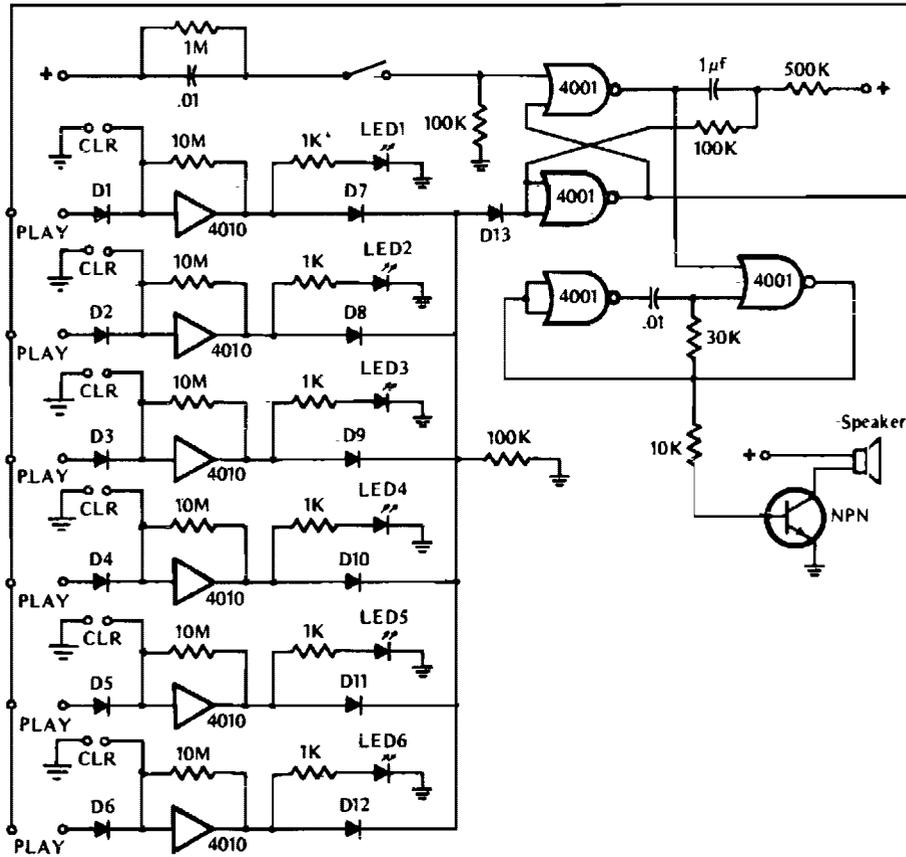 1M
+
.01
4001
1µf
500K
+
100K
100K
CLR
10M
1K'
LED1
D1
D7
4001
PLAY
4010
D13
CLR
10M
1K
LED2
D2
D8
4001
.01
4001
PLAY
4010
30K
CLR
10M
1K
LED3
D3
D9
100K
10K
-Speaker
+
PLAY
4010
NPN
CLR
10M
1K
LED4
D4
D10
PLAY
4010
CLR
10M
1K
LED5
D5
D11
PLAY
4010
CLR
10M
1K
LED6
D6
D12
PLAY
4010